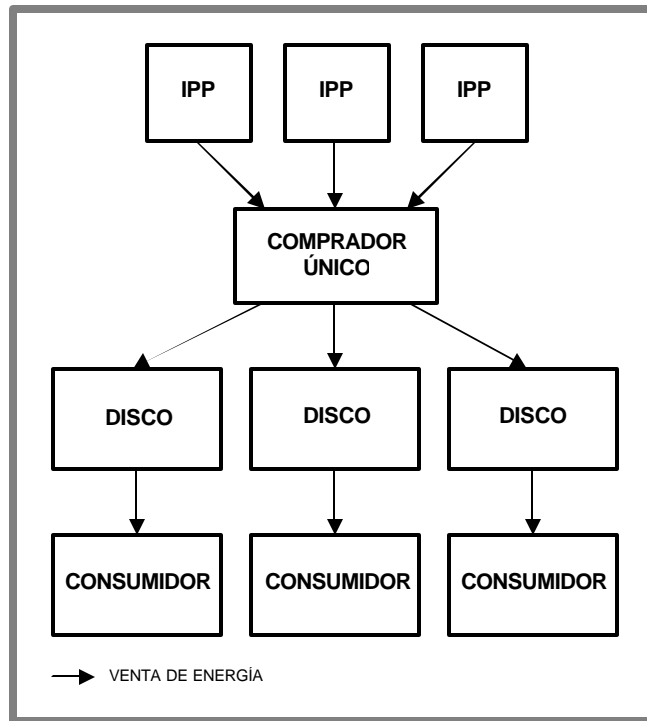 IPP
IPP
IPP
COMPRADOR
ÚNICO
DISCO
DISCO
DISCO
CONSUMIDOR
CONSUMIDOR
CONSUMIDOR
VENTA DE ENERGÍA